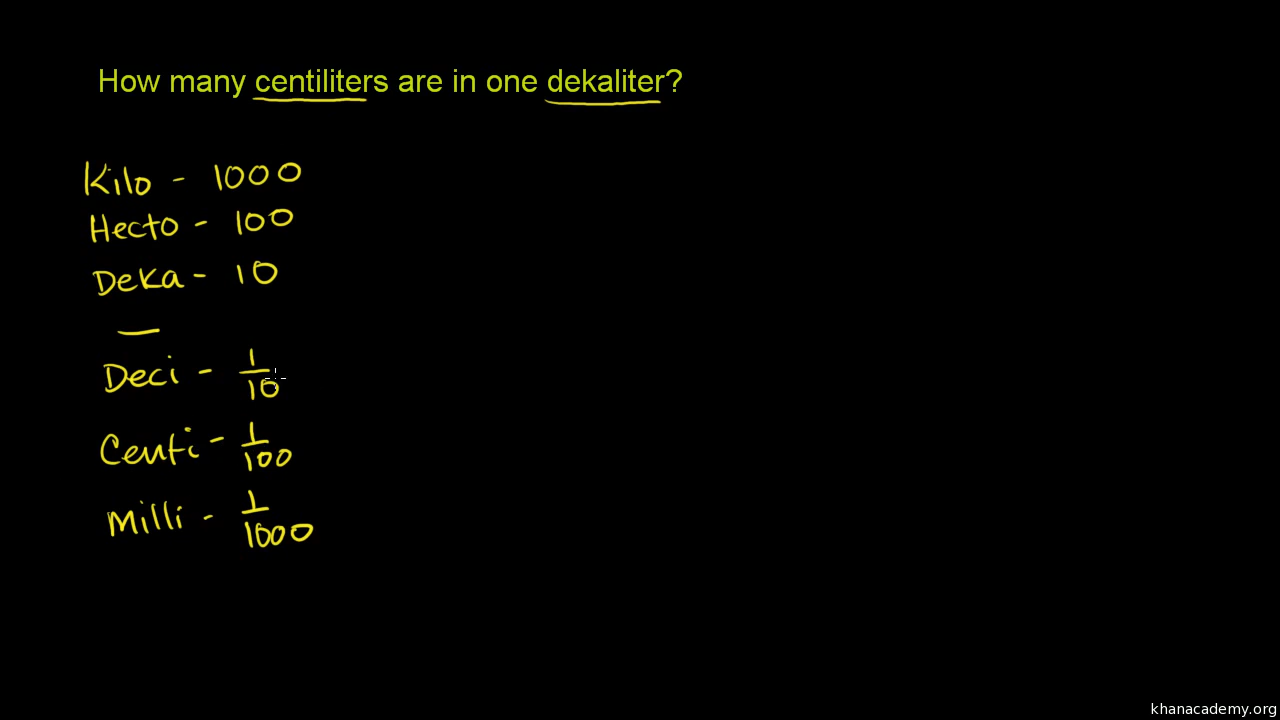 How many centiliters are in one dekaliter?
Kilo - 1000
Hecto - 100
Deka - 10
Deci - 1/10
Centi - 1/100
Milli - 1/1000
khanacademy.org